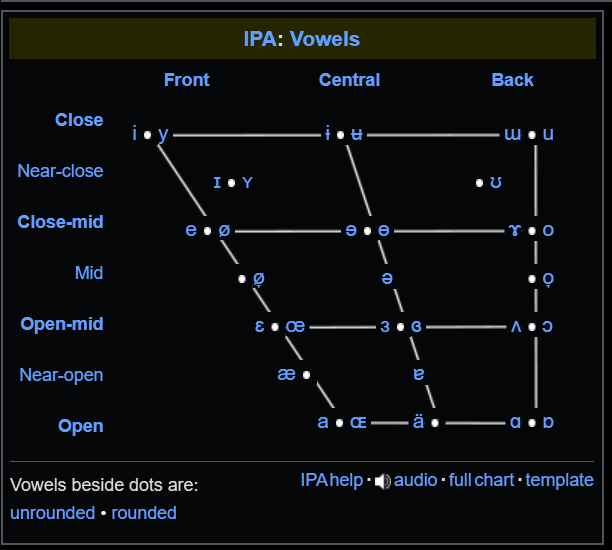 IPA: Vowels
Front Central Back
Close i • y ɨ • ʉ ɯ • u
Near-close ɪ • ʏ • ʊ
Close-mid e • ø ɘ • ɵ ɤ • o
Mid • ø̞ ə • o̞
Open-mid ɛ • œ ɜ • ɞ ʌ • ɔ
Near-open æ • ɐ
Open a • ɶ ä • ɑ • ɒ
Vowels beside dots are:
unrounded • rounded
IPA help · audio · full chart · template